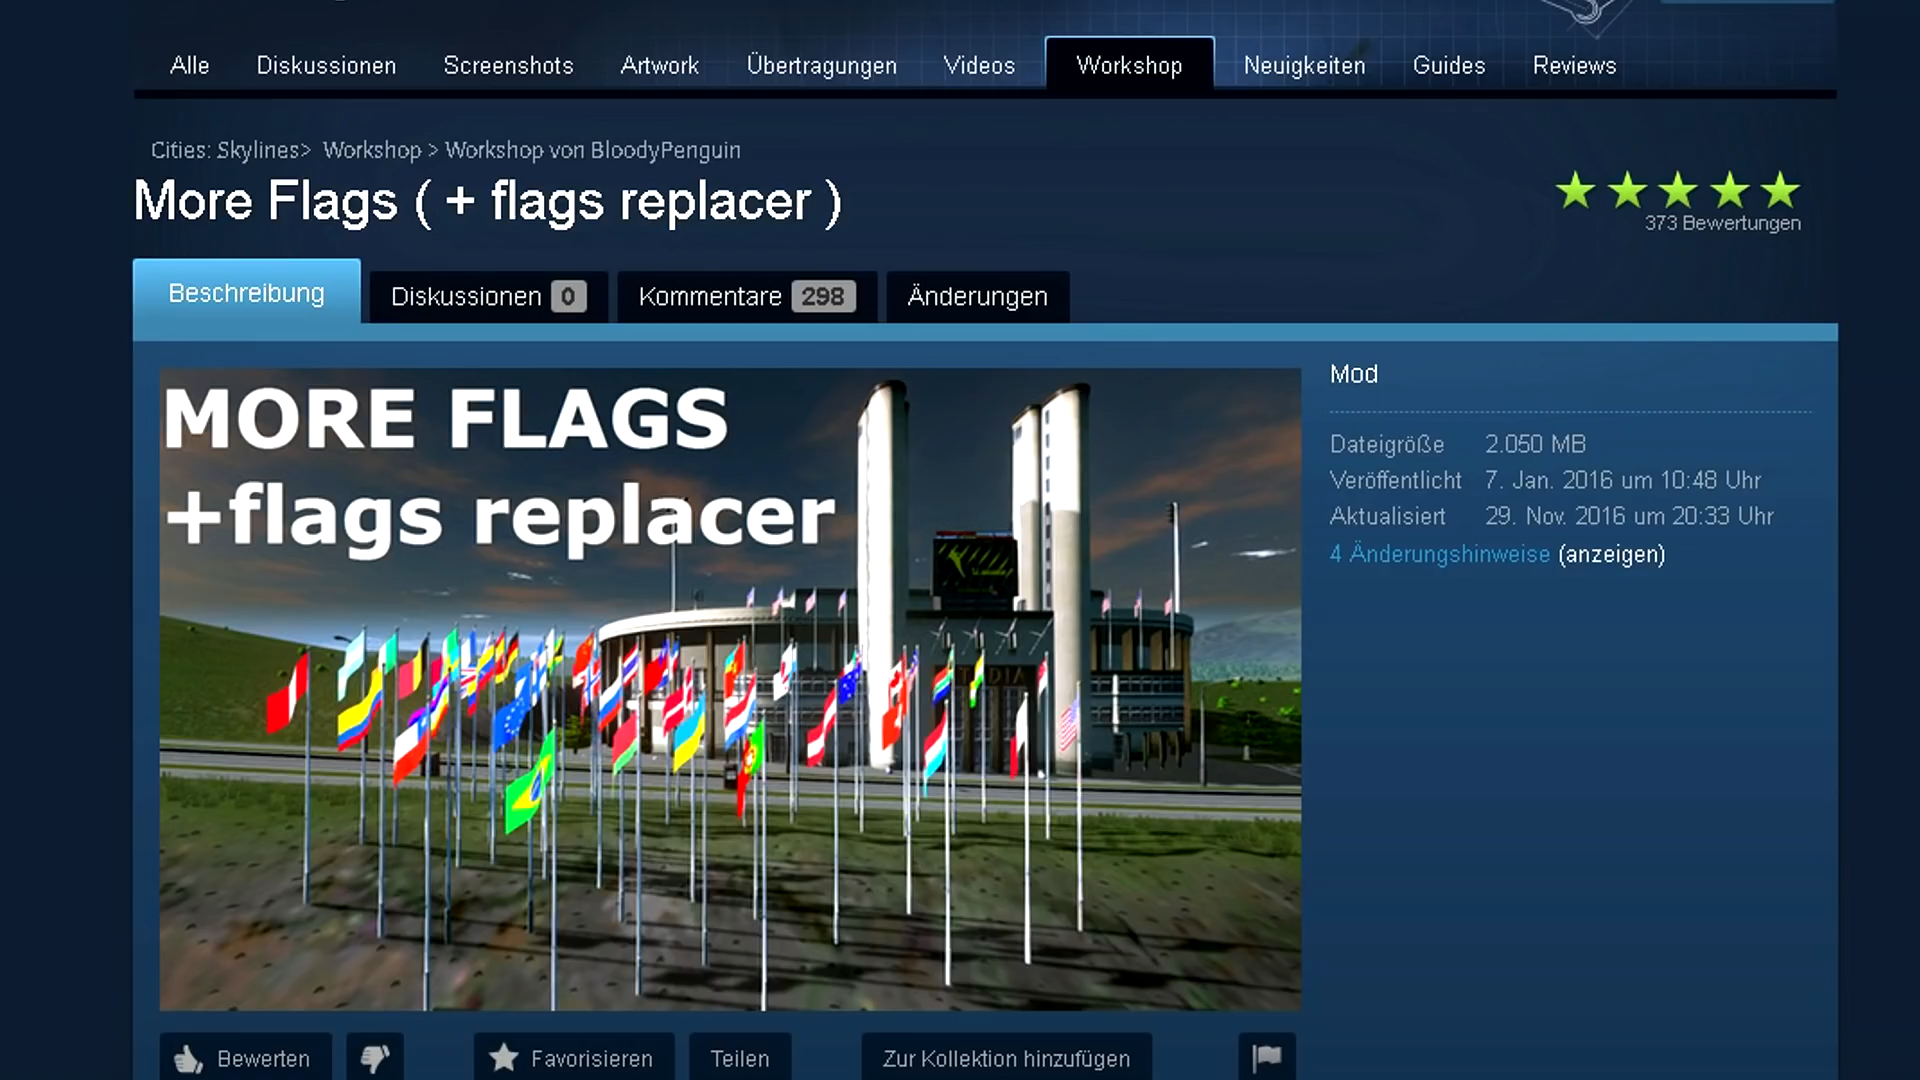 Alle Diskussionen Screenshots Artwork Übertragungen Videos Workshop Neuigkeiten Guides Reviews
Cities: Skylines> Workshop > Workshop von BloodyPenguin
More Flags ( + flags replacer )
373 Bewertungen
Beschreibung Diskussionen 0 Kommentare 298 Änderungen
MORE FLAGS
+flags replacer
Mod
Dateigröße 2.050 MB
Veröffentlicht 7. Jan. 2016 um 10:48 Uhr
Aktualisiert 29. Nov. 2016 um 20:33 Uhr
4 Änderungshinweise (anzeigen)
Bewerten Favorisieren Teilen Zur Kollektion hinzufügen